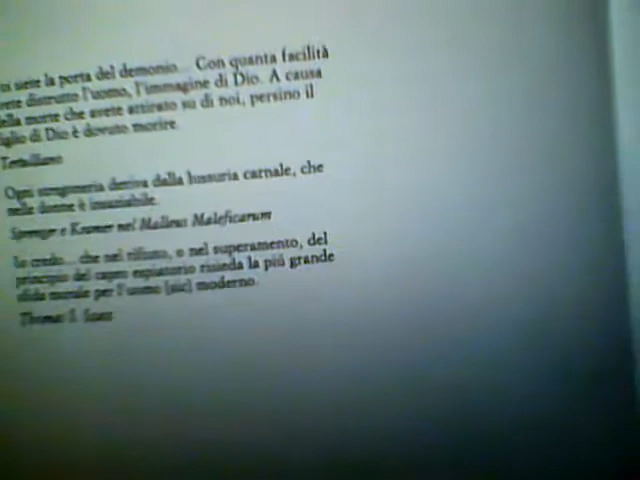 siete la porta del demonio... Con quanta facilità
distrutto l'uomo, l'immagine di Dio. A causa
della morte che avete attirato su di noi, persino il
figlio di Dio è dovuto morire.
Tertulliano
Ogni stregoneria deriva dalla lussuria carnale, che
nelle donne è insaziabile.
Sprenger e Kramer nel Malleus Maleficarum
Io credo... che nel rifiuto, o nel superamento, del
principio del capro espiatorio risieda la più grande
sfida morale per l'uomo [sic] moderno.
Thomas S. Szasz